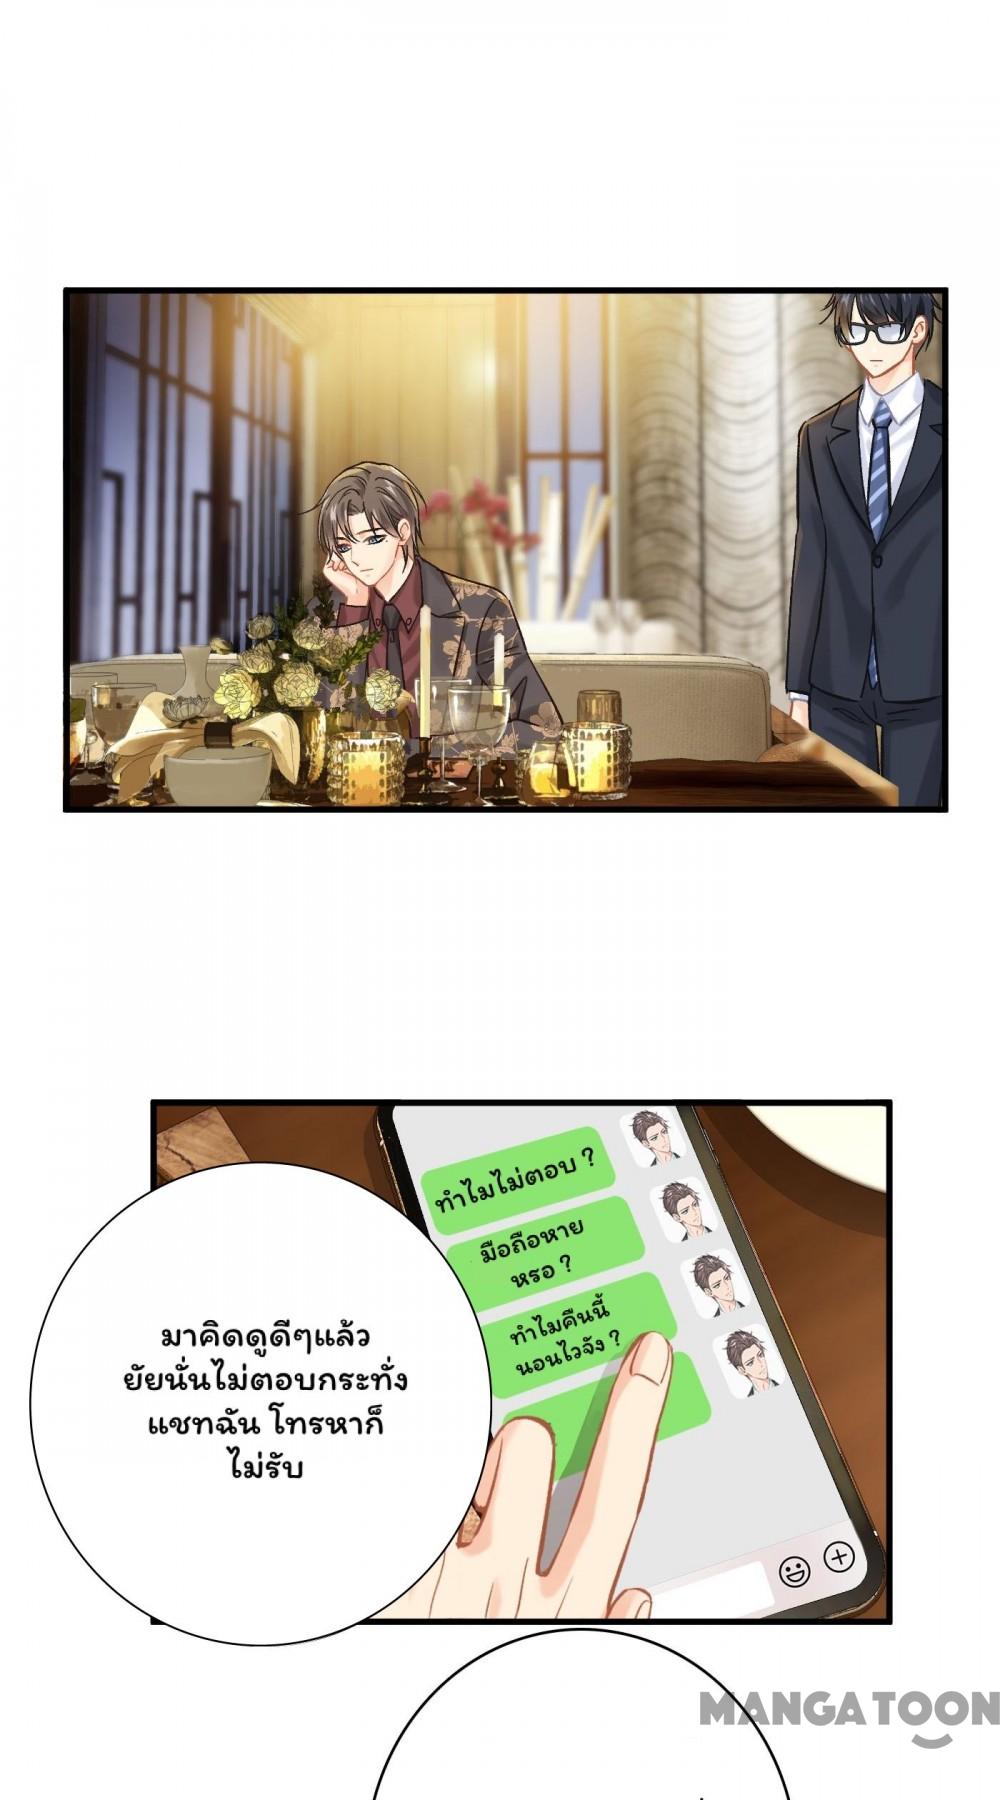 ทำไมไม่ตอบ ?
มือถือหาย
หรอ ?
ทำไมคืนนี้
นอนไวจัง ?
มาคิดดูดีๆแล้ว
ยัยนั่นไม่ตอบกระทั่ง
แชทฉัน โทรหาก็
ไม่รับ
MANGATOON